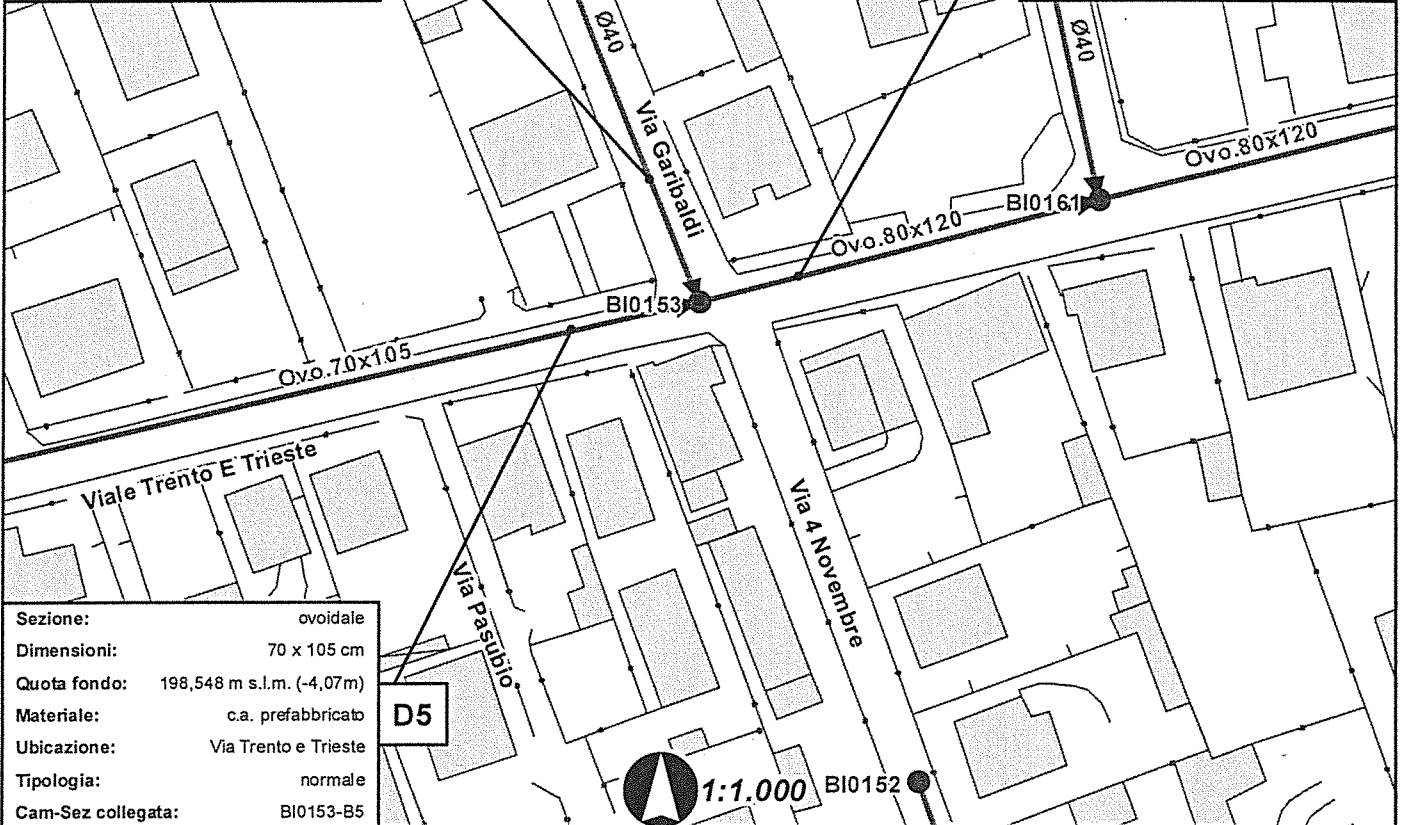 Ø40
Ø40
Via Garibaldi
Ovo.80x120
BI0161
Ovo.80x120
BI0153
Ovo.70x105
Viale Trento E Trieste
Via 4 Novembre
Via Pasubio
Sezione: ovoidale
Dimensioni: 70 x 105 cm
Quota fondo: 198,548 m s.l.m. (-4,07m)
Materiale: c.a. prefabbricato
Ubicazione: Via Trento e Trieste
Tipologia: normale
Cam-Sez collegata: BI0153-B5
D5
1:1.000
BI0152